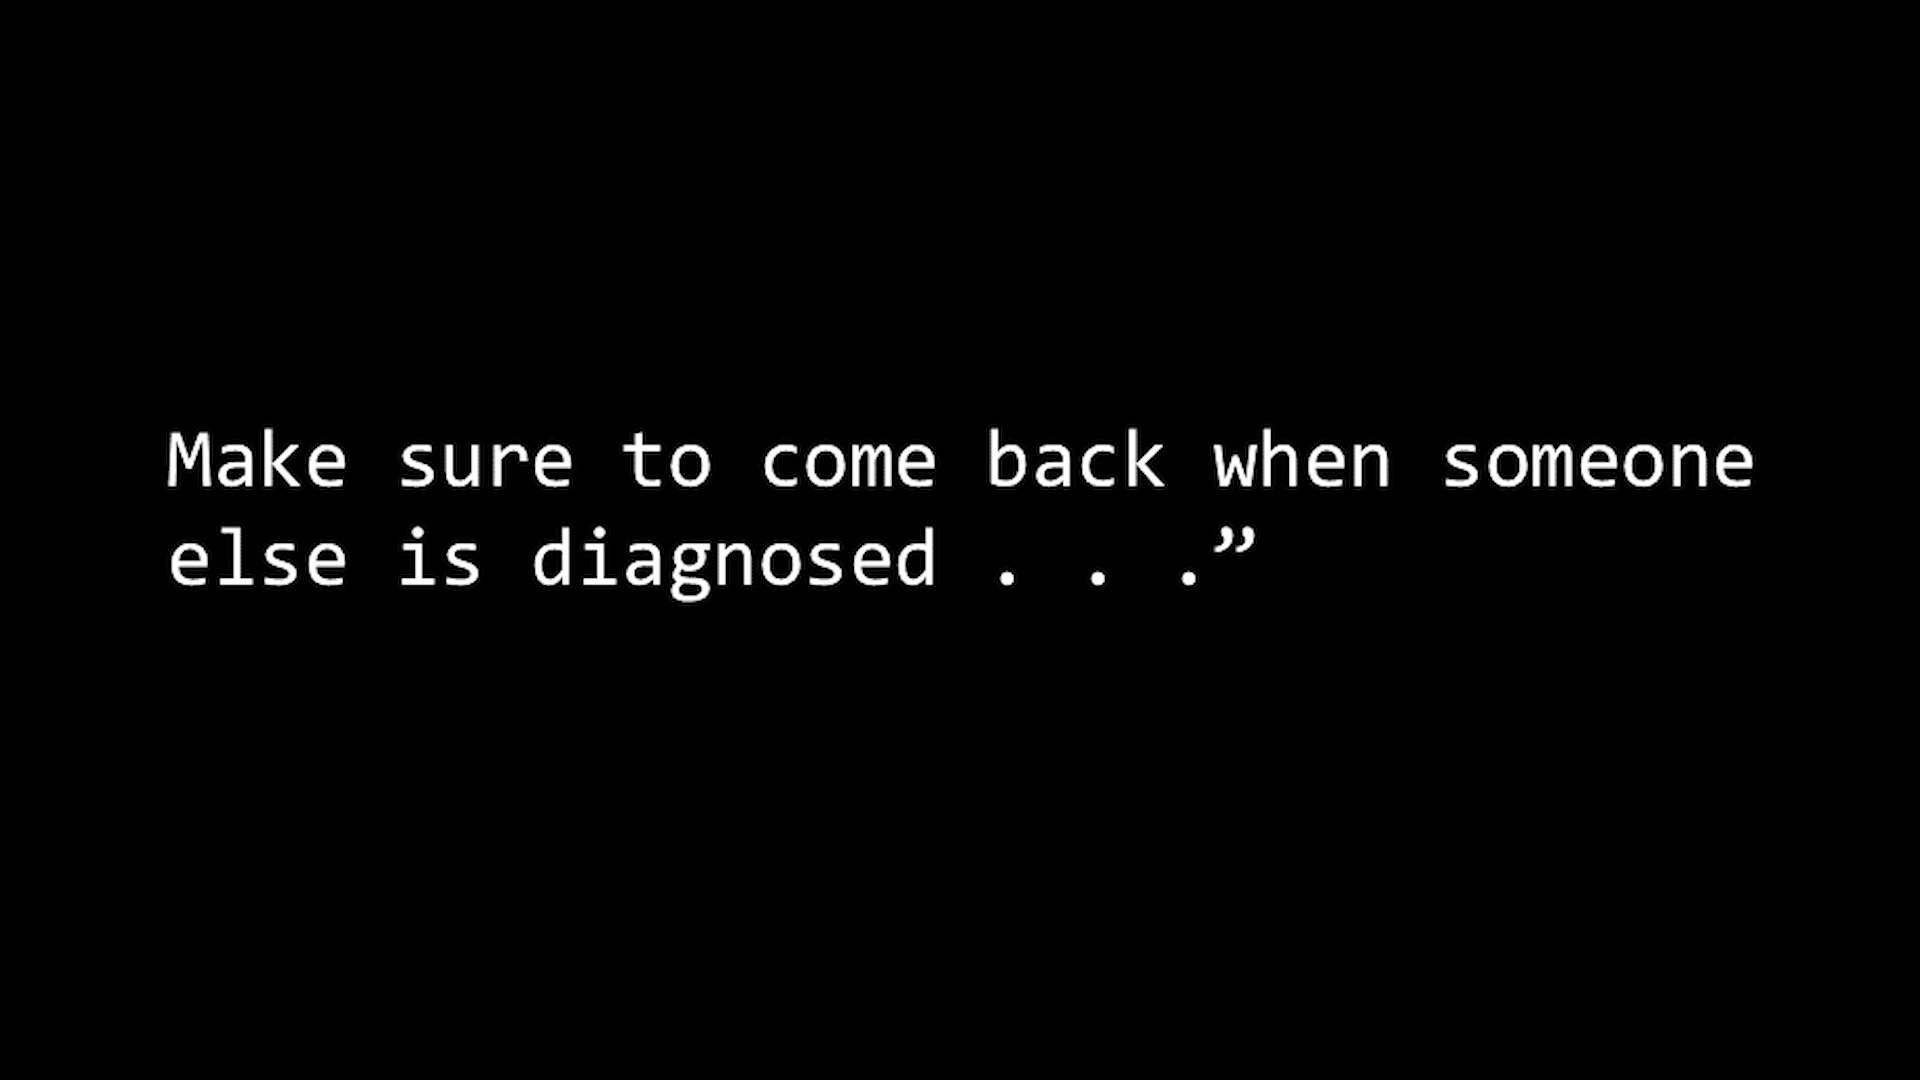 Make sure to come back when someone
else is diagnosed . . .”